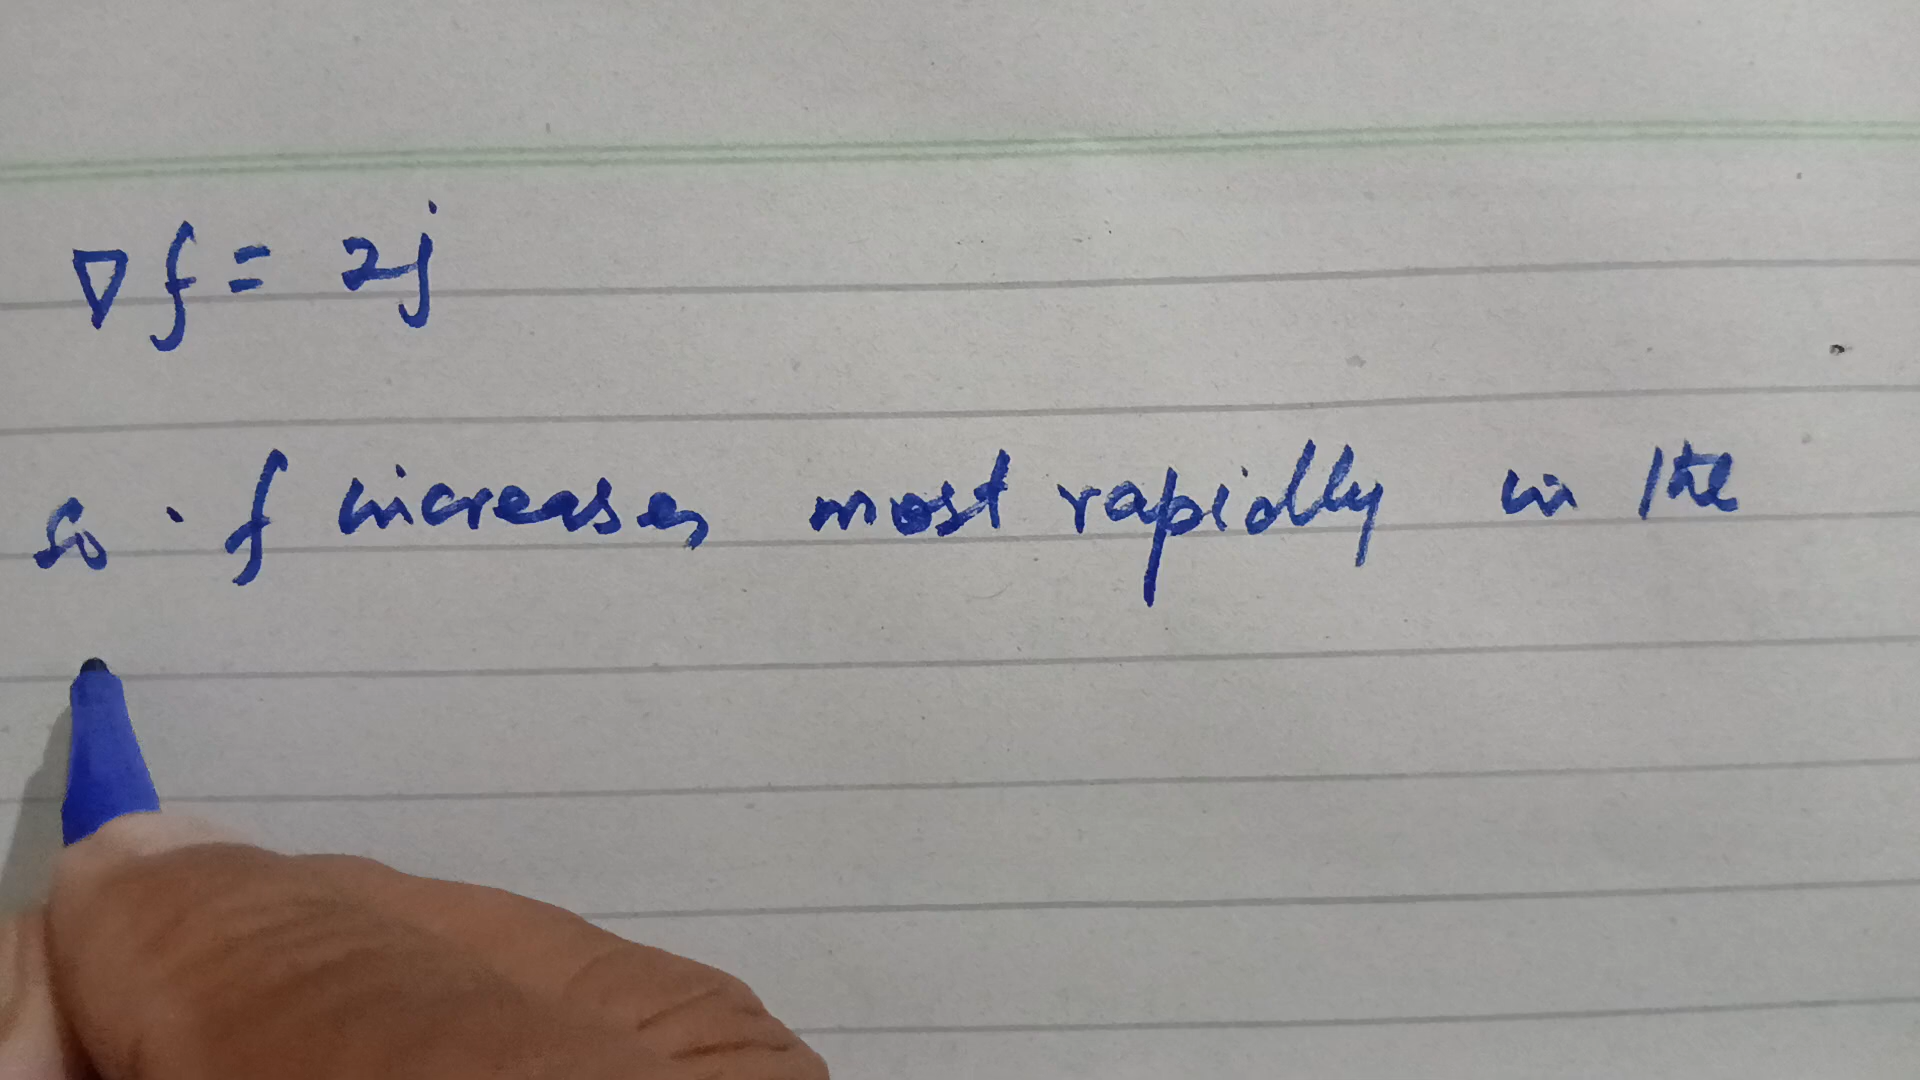 ∇f = 2j
so . f increases most rapidly in the